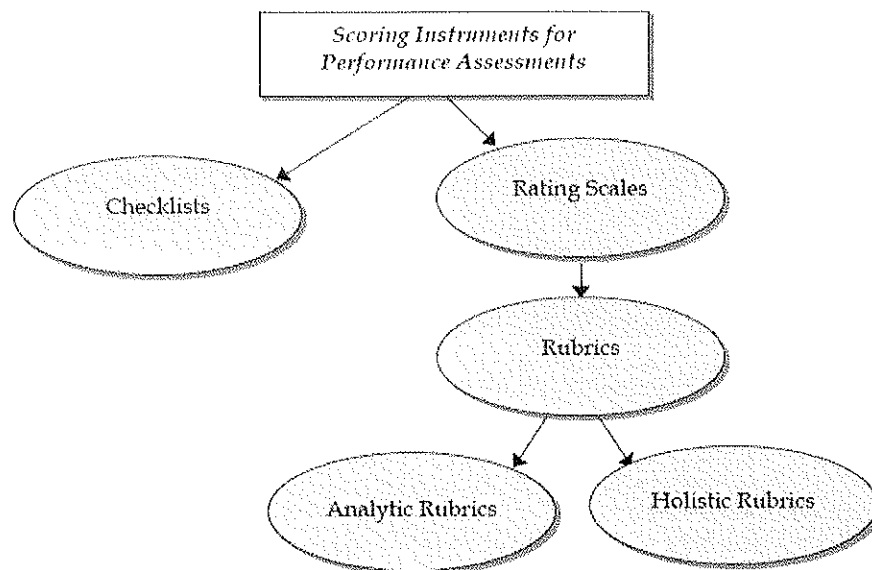 Scoring Instruments for
Performance Assessments
Checklists
Rating Scales
Rubrics
Analytic Rubrics
Holistic Rubrics